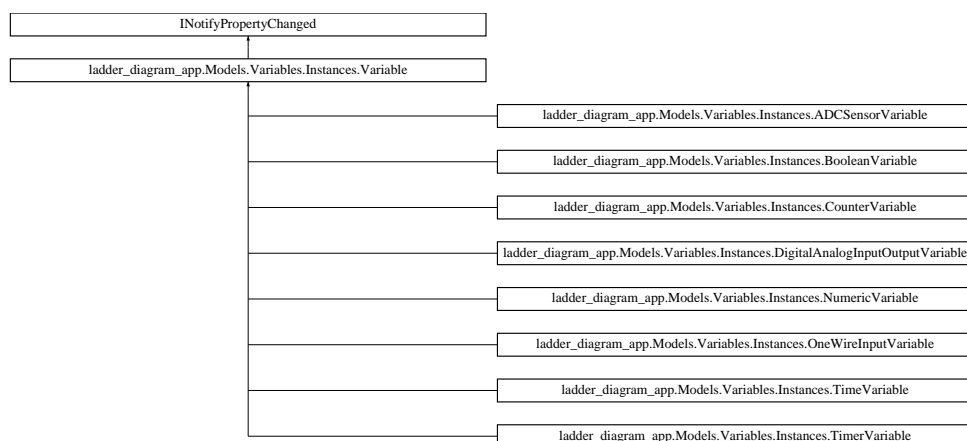 INotifyPropertyChanged
ladder_diagram_app.Models.Variables.Instances.Variable
ladder_diagram_app.Models.Variables.Instances.ADCSensorVariable
ladder_diagram_app.Models.Variables.Instances.BooleanVariable
ladder_diagram_app.Models.Variables.Instances.CounterVariable
ladder_diagram_app.Models.Variables.Instances.DigitalAnalogInputOutputVariable
ladder_diagram_app.Models.Variables.Instances.NumericVariable
ladder_diagram_app.Models.Variables.Instances.OneWireInputVariable
ladder_diagram_app.Models.Variables.Instances.TimeVariable
ladder_diagram_app.Models.Variables.Instances.TimerVariable